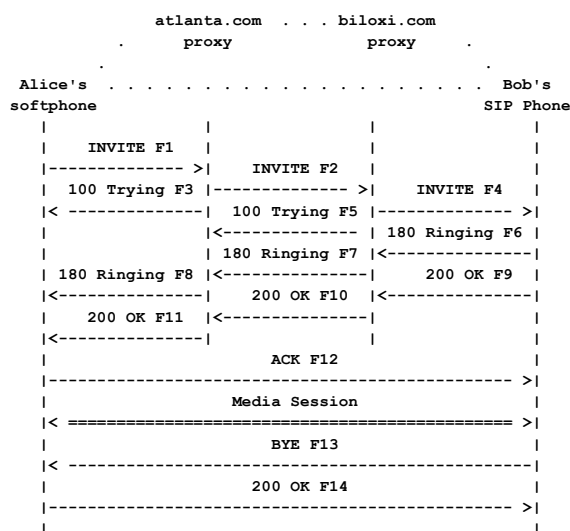 atlanta.com . . . biloxi.com
. proxy proxy .
. .
Alice's . . . . . . . . . . . . . . . . . . . . Bob's
softphone SIP Phone
| | | |
| INVITE F1 | | |
|--------------- >| INVITE F2 | |
| 100 Trying F3 |--------------- >| INVITE F4 |
|< ---------------| 100 Trying F5 |--------------- >|
| |<--------------- | 180 Ringing F6 |
| | 180 Ringing F7 |<----------------|
| 180 Ringing F8 |<----------------| 200 OK F9 |
|<----------------| 200 OK F10 |<----------------|
| 200 OK F11 |<----------------| |
|<----------------| | |
| ACK F12 |
|------------------------------------------------- >|
| Media Session |
|< =============================================== >|
| BYE F13 |
|< -------------------------------------------------|
| 200 OK F14 |
|------------------------------------------------- >|
| |